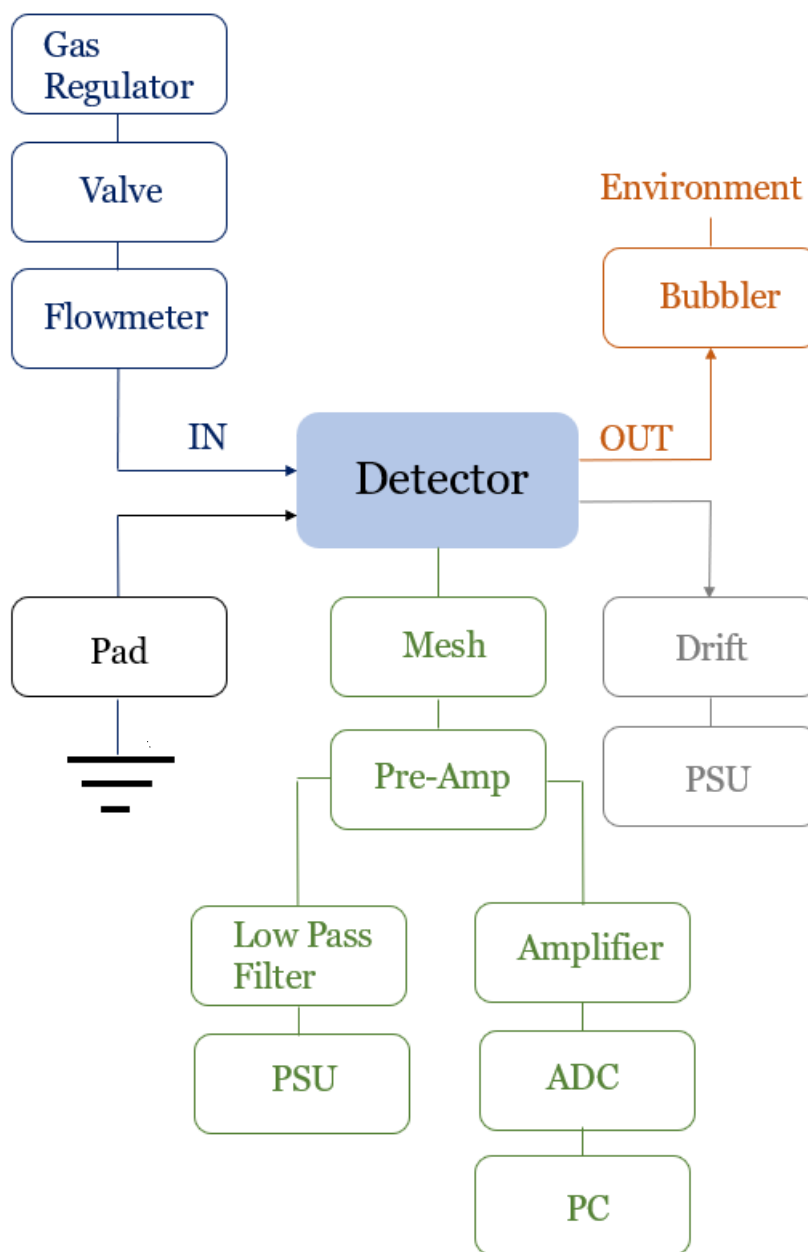 Gas
Regulator
Valve
Environment
Flowmeter
Bubbler
IN
OUT
Detector
Pad
Mesh
Drift
Pre-Amp
PSU
Low Pass
Filter
Amplifier
PSU
ADC
PC